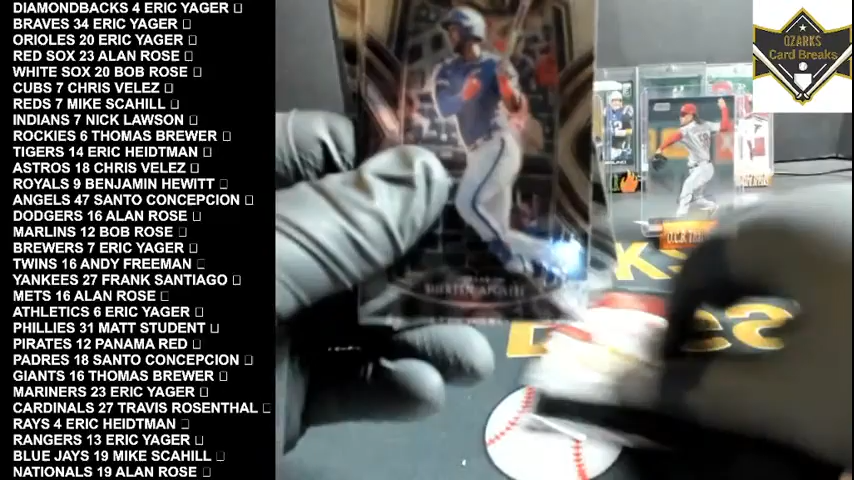 DIAMONDBACKS 4 ERIC YAGER □
BRAVES 34 ERIC YAGER □
ORIOLES 20 ERIC YAGER □
RED SOX 23 ALAN ROSE □
WHITE SOX 20 BOB ROSE □
CUBS 7 CHRIS VELEZ □
REDS 7 MIKE SCAHILL □
INDIANS 7 NICK LAWSON □
ROCKIES 6 THOMAS BREWER □
TIGERS 14 ERIC HEIDTMAN □
ASTROS 18 CHRIS VELEZ □
ROYALS 9 BENJAMIN HEWITT □
ANGELS 47 SANTO CONCEPCION □
DODGERS 16 ALAN ROSE □
MARLINS 12 BOB ROSE □
BREWERS 7 ERIC YAGER □
TWINS 16 ANDY FREEMAN □
YANKEES 27 FRANK SANTIAGO □
METS 16 ALAN ROSE □
ATHLETICS 6 ERIC YAGER □
PHILLIES 31 MATT STUDENT □
PIRATES 12 PANAMA RED □
PADRES 18 SANTO CONCEPCION □
GIANTS 16 THOMAS BREWER □
MARINERS 23 ERIC YAGER □
CARDINALS 27 TRAVIS ROSENTHAL □
RAYS 4 ERIC HEIDTMAN □
RANGERS 13 ERIC YAGER □
BLUE JAYS 19 MIKE SCAHILL □
NATIONALS 19 ALAN ROSE □
OZARKS
Card Breaks